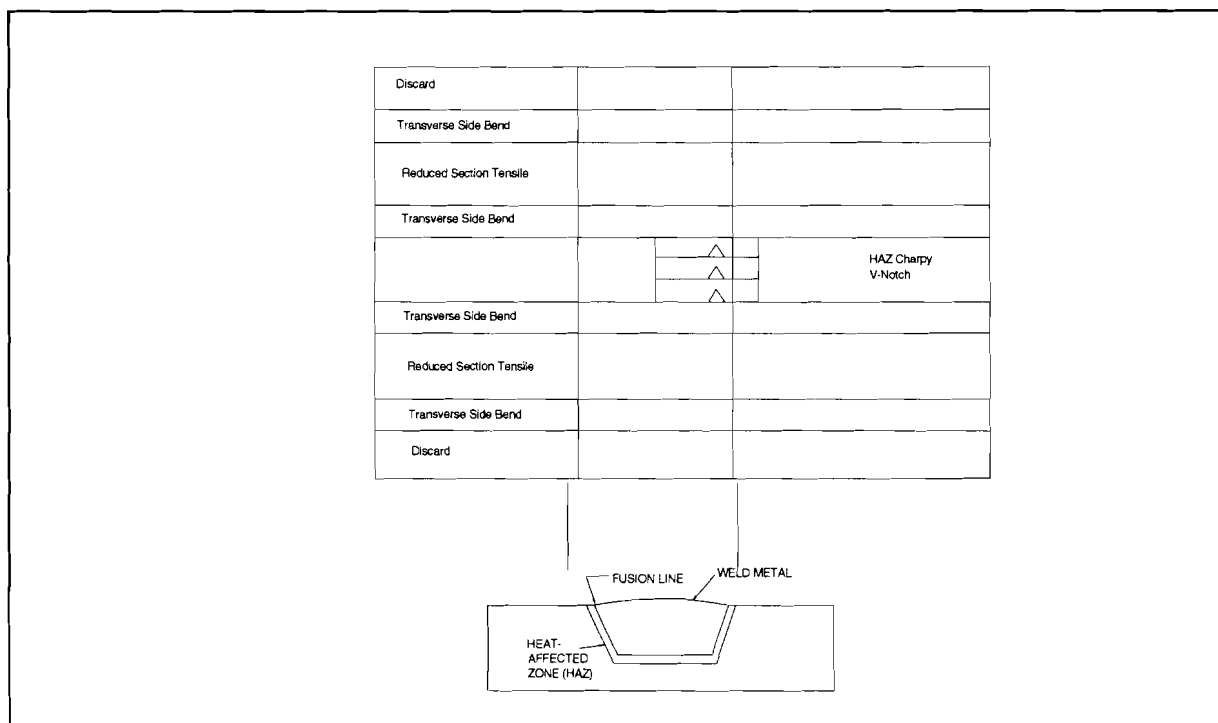 Discard
Transverse Side Bend
Reduced Section Tensile
Transverse Side Bend
HAZ Charpy
V-Notch
Transverse Side Bend
Reduced Section Tensile
Transverse Side Bend
Discard
FUSION LINE
WELD METAL
HEAT-
AFFECTED
ZONE (HAZ)